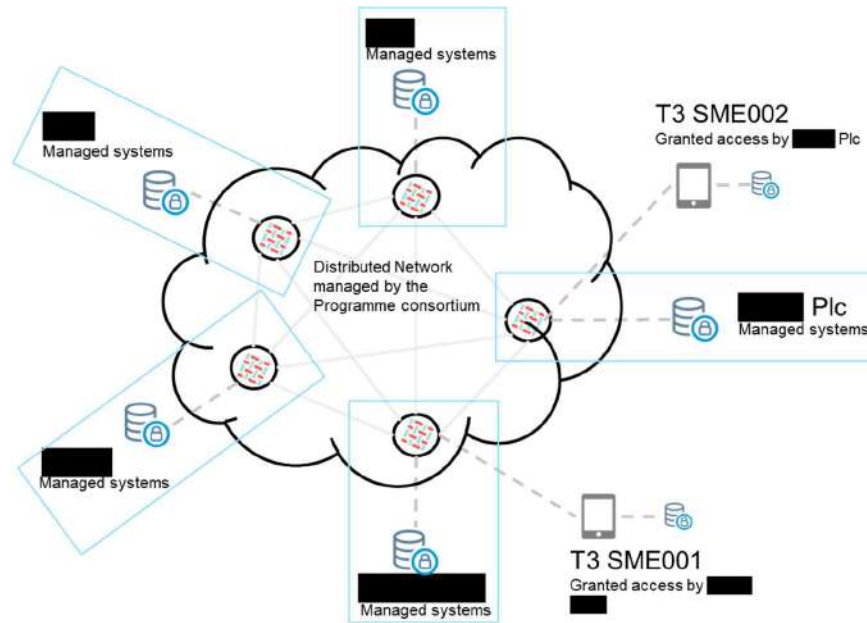 Managed systems
T3 SME002
Granted access by Plc
Managed systems
Distributed Network
managed by the
Programme consortium
Plc
Managed systems
Managed systems
Managed systems
T3 SME001
Granted access by